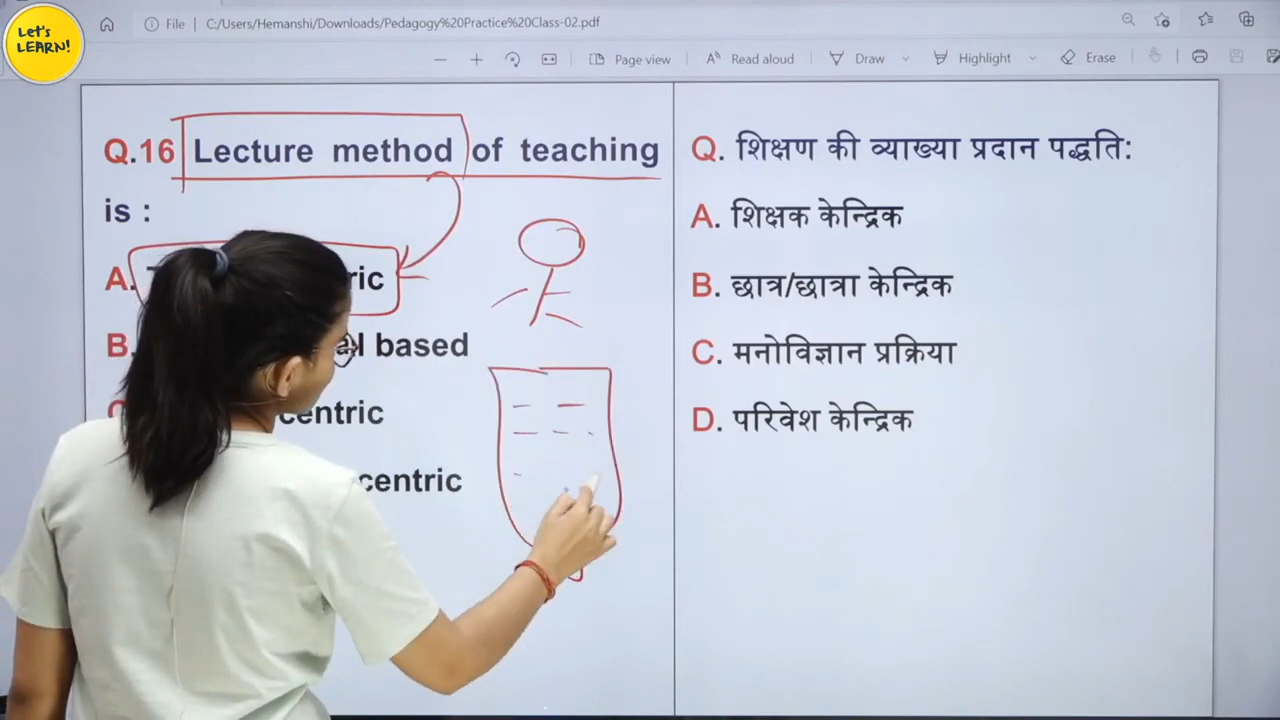 Let's
LEARN!
File C:/Users/Hemanshi/Downloads/Pedagogy%20Practice%20Class-02.pdf
Page view Read aloud Draw Highlight Erase
Q.16 Lecture method of teaching
is :
A. ric
B. al based
centric
centric
Q. शिक्षण की व्याख्या प्रदान पद्धति:
A. शिक्षक केन्द्रिक
B. छात्र/छात्रा केन्द्रिक
C. मनोविज्ञान प्रक्रिया
D. परिवेश केन्द्रिक